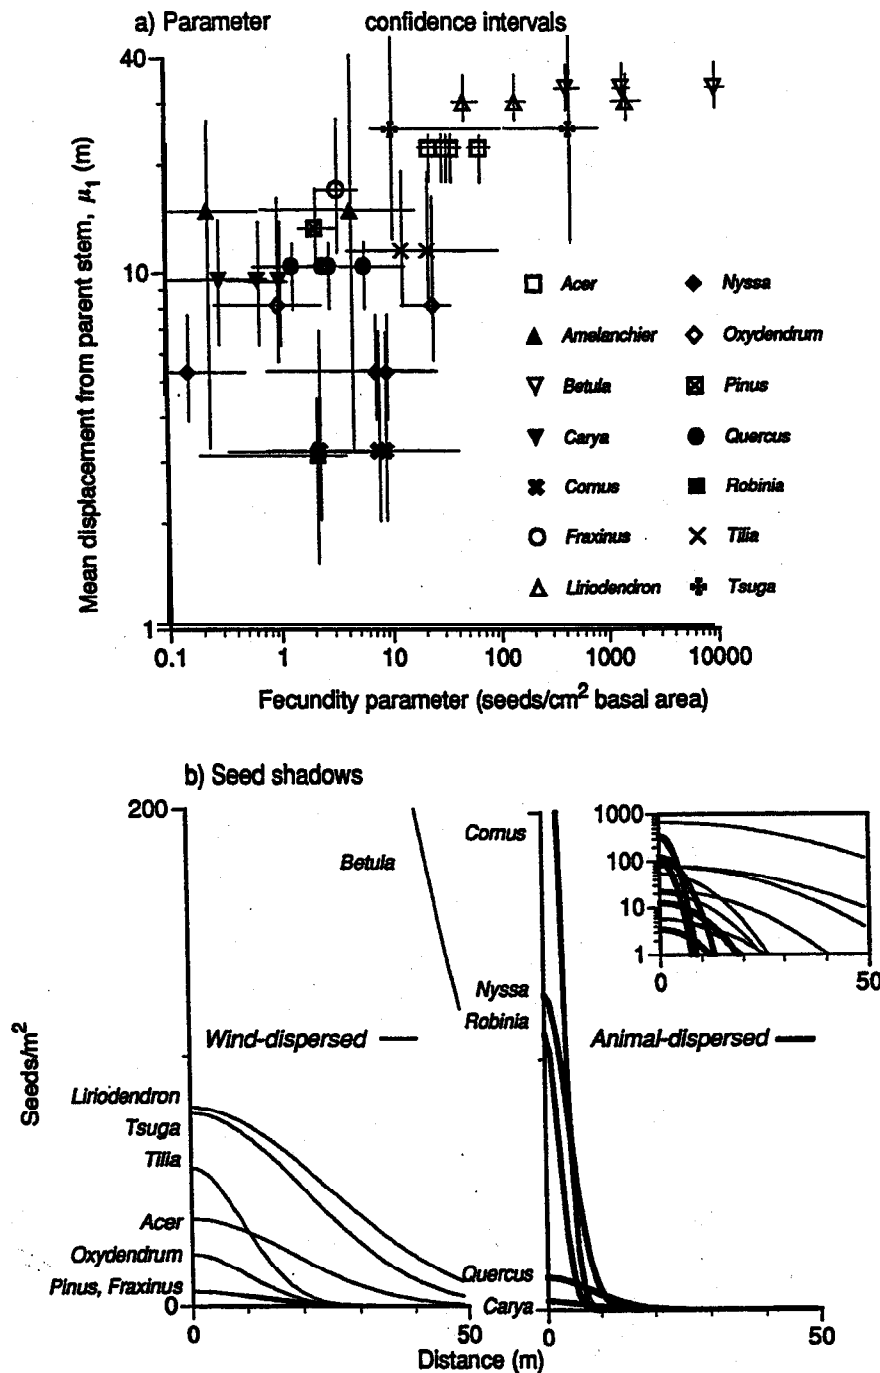 a) Parameter confidence intervals
40
10
1
Mean displacement from parent stem, μ1 (m)
0.1 1 10 100 1000 10000
Fecundity parameter (seeds/cm2 basal area)
Acer
Amelanchier
Betula
Carya
Cornus
Fraxinus
Liriodendron
Nyssa
Oxydendrum
Pinus
Quercus
Robinia
Tilia
Tsuga
b) Seed shadows
200
0
Seeds/m2
Betula
Wind-dispersed
Liriodendron
Tsuga
Tilia
Acer
Oxydendrum
Pinus, Fraxinus
0 50
Cornus
Nyssa
Robinia
Animal-dispersed
Quercus
Carya
0 50
1000
100
10
1
0 50
Distance (m)